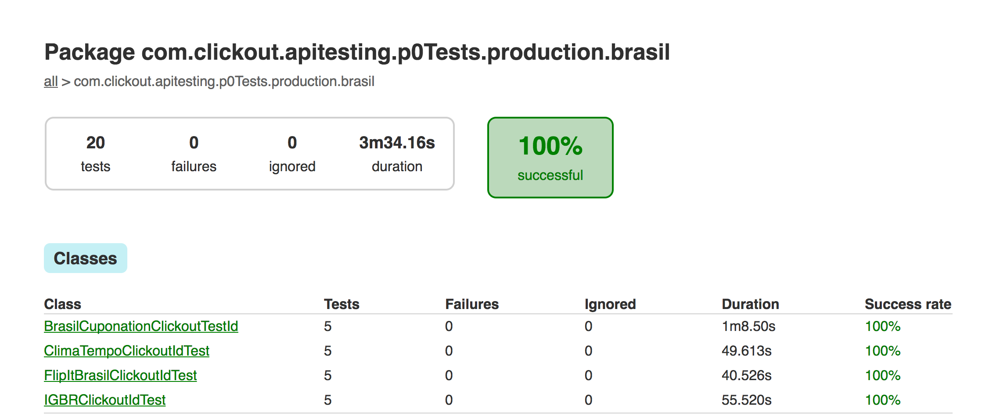 Package com.clickout.apitesting.p0Tests.production.brasil
all > com.clickout.apitesting.p0Tests.production.brasil
20 0 0 3m34.16s
tests failures ignored duration
100%
successful
Classes
Class Tests Failures Ignored Duration Success rate
BrasilCuponationClickoutTestId 5 0 0 1m8.50s 100%
ClimaTempoClickoutIdTest 5 0 0 49.613s 100%
FlipItBrasilClickoutIdTest 5 0 0 40.526s 100%
IGBRClickoutIdTest 5 0 0 55.520s 100%